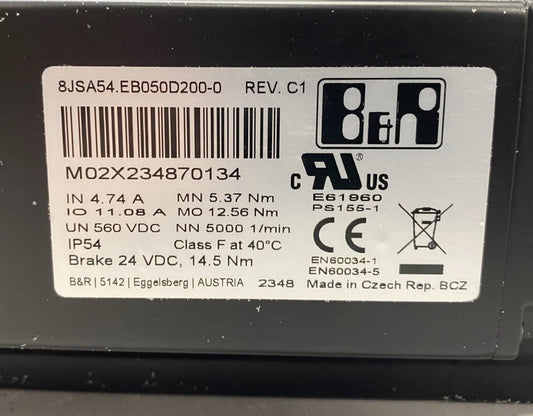 8JSA54.EB050D200-0 REV. C1
B&R
M02X234870134
c RU US
E61960
PS155-1
IN 4.74 A MN 5.37 Nm
IO 11.08 A MO 12.56 Nm
UN 560 VDC NN 5000 1/min
IP54 Class F at 40°C
Brake 24 VDC, 14.5 Nm
CE
EN60034-1
EN60034-5
B&R | 5142 | Eggelsberg | AUSTRIA 2348 Made in Czech Rep. BCZ